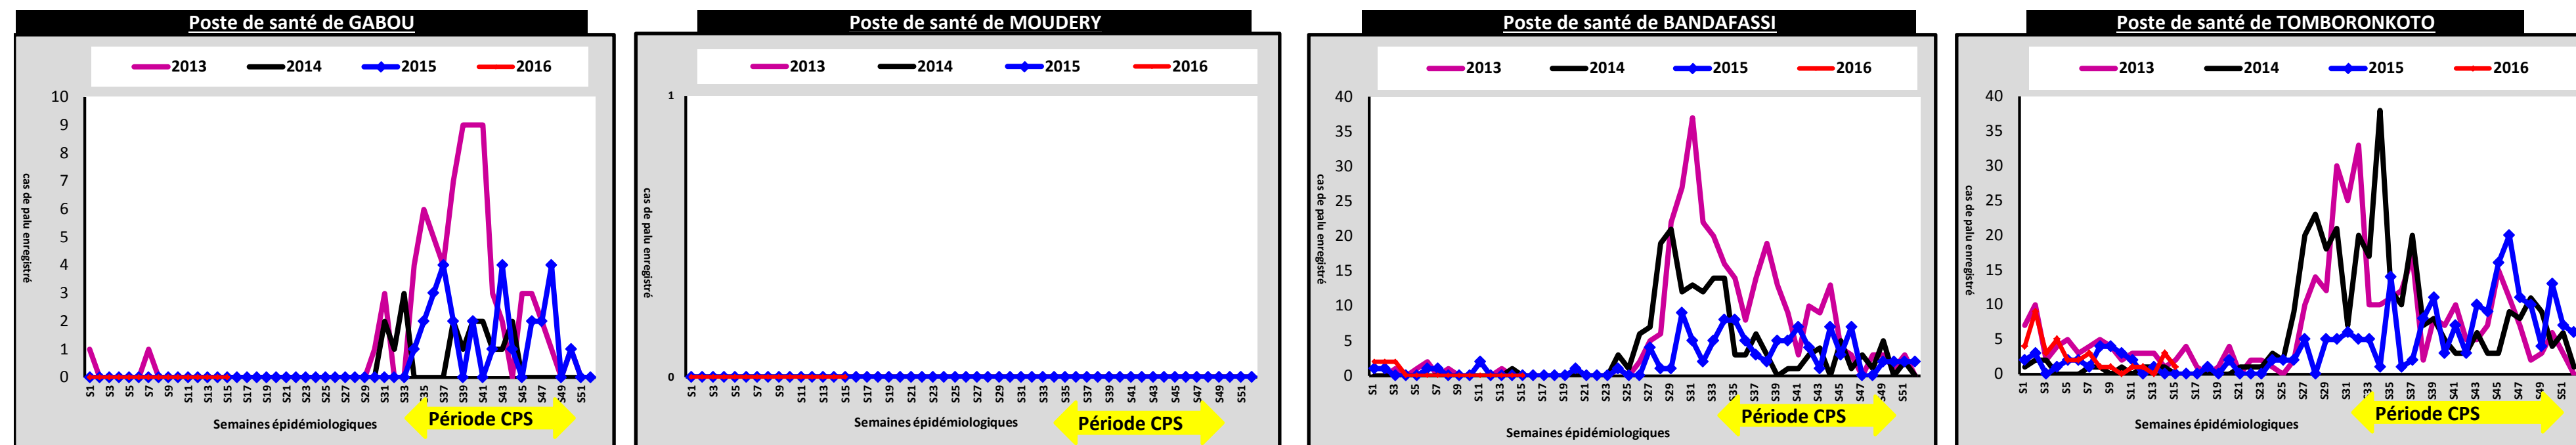 Poste de santé de GABOU
2013 2014 2015 2016
10
9
8
7
6
5
4
3
2
1
0
cas de palu enregistré
S1 S3 S5 S7 S9 S11 S13 S15 S17 S19 S21 S23 S25 S27 S29 S31 S33 S35 S37 S39 S41 S43 S45 S47 S49 S51
Semaines épidémiologiques
Période CPS
Poste de santé de MOUDERY
2013 2014 2015 2016
1
0
cas de palu enregistré
S1 S3 S5 S7 S9 S11 S13 S15 S17 S19 S21 S23 S25 S27 S29 S31 S33 S35 S37 S39 S41 S43 S45 S47 S49 S51
Semaines épidémiologiques
Période CPS
Poste de santé de BANDAFASSI
2013 2014 2015 2016
40
35
30
25
20
15
10
5
0
cas de palu enregistré
S1 S3 S5 S7 S9 S11 S13 S15 S17 S19 S21 S23 S25 S27 S29 S31 S33 S35 S37 S39 S41 S43 S45 S47 S49 S51
Semaines épidémiologiques
Période CPS
Poste de santé de TOMBORONKOTO
2013 2014 2015 2016
40
35
30
25
20
15
10
5
0
cas de palu enregistré
S1 S3 S5 S7 S9 S11 S13 S15 S17 S19 S21 S23 S25 S27 S29 S31 S33 S35 S37 S39 S41 S43 S45 S47 S49 S51
Semaines épidémiologiques
Période CPS